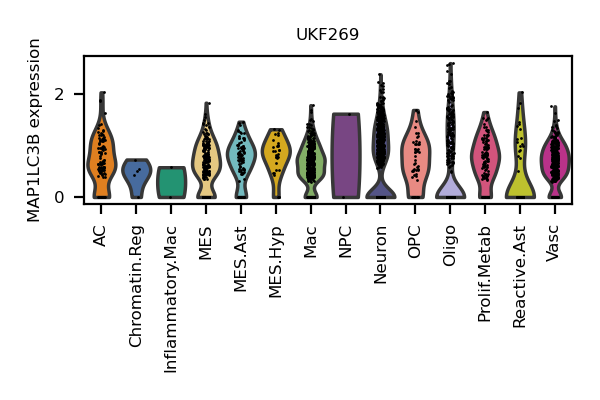 UKF269
MAP1LC3B expression
2
0
AC
Chromatin.Reg
Inflammatory.Mac
MES
MES.Ast
MES.Hyp
Mac
NPC
Neuron
OPC
Oligo
Prolif.Metab
Reactive.Ast
Vasc